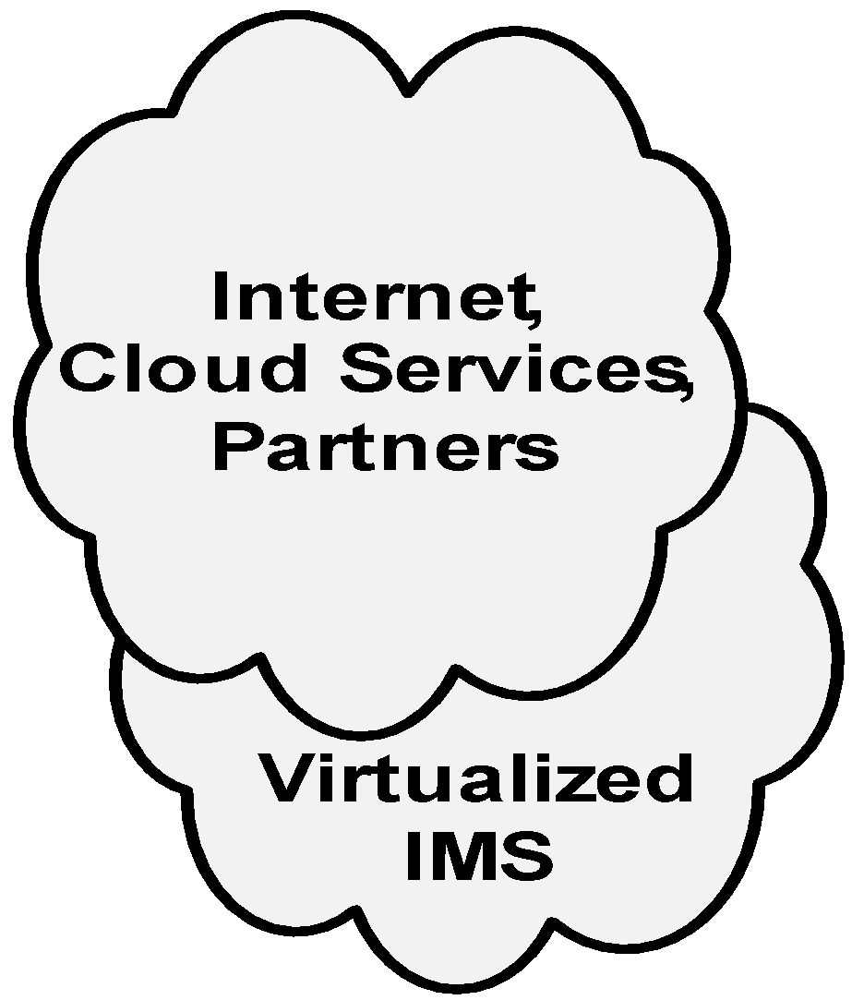 Internet,
Cloud Services,
Partners
Virtualized
IMS